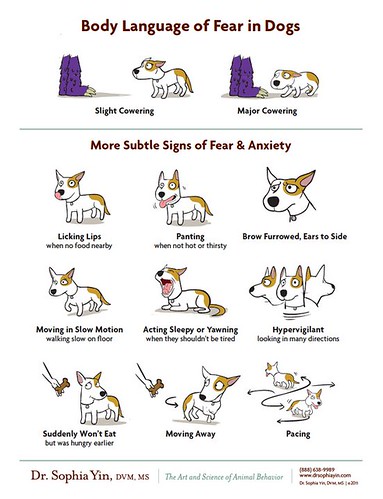 Body Language of Fear in Dogs
Slight Cowering
Major Cowering
More Subtle Signs of Fear & Anxiety
Licking Lips
when no food nearby
Panting
when not hot or thirsty
Brow Furrowed, Ears to Side
Moving in Slow Motion
walking slow on floor
Acting Sleepy or Yawning
when they shouldn't be tired
Hypervigilant
looking in many directions
Suddenly Won't Eat
but was hungry earlier
Moving Away
Pacing
Dr. Sophia Yin, DVM, MS
The Art and Science of Animal Behavior
(888) 638-9989
www.drsophiayin.com
Dr. Sophia Yin, DVM, MS